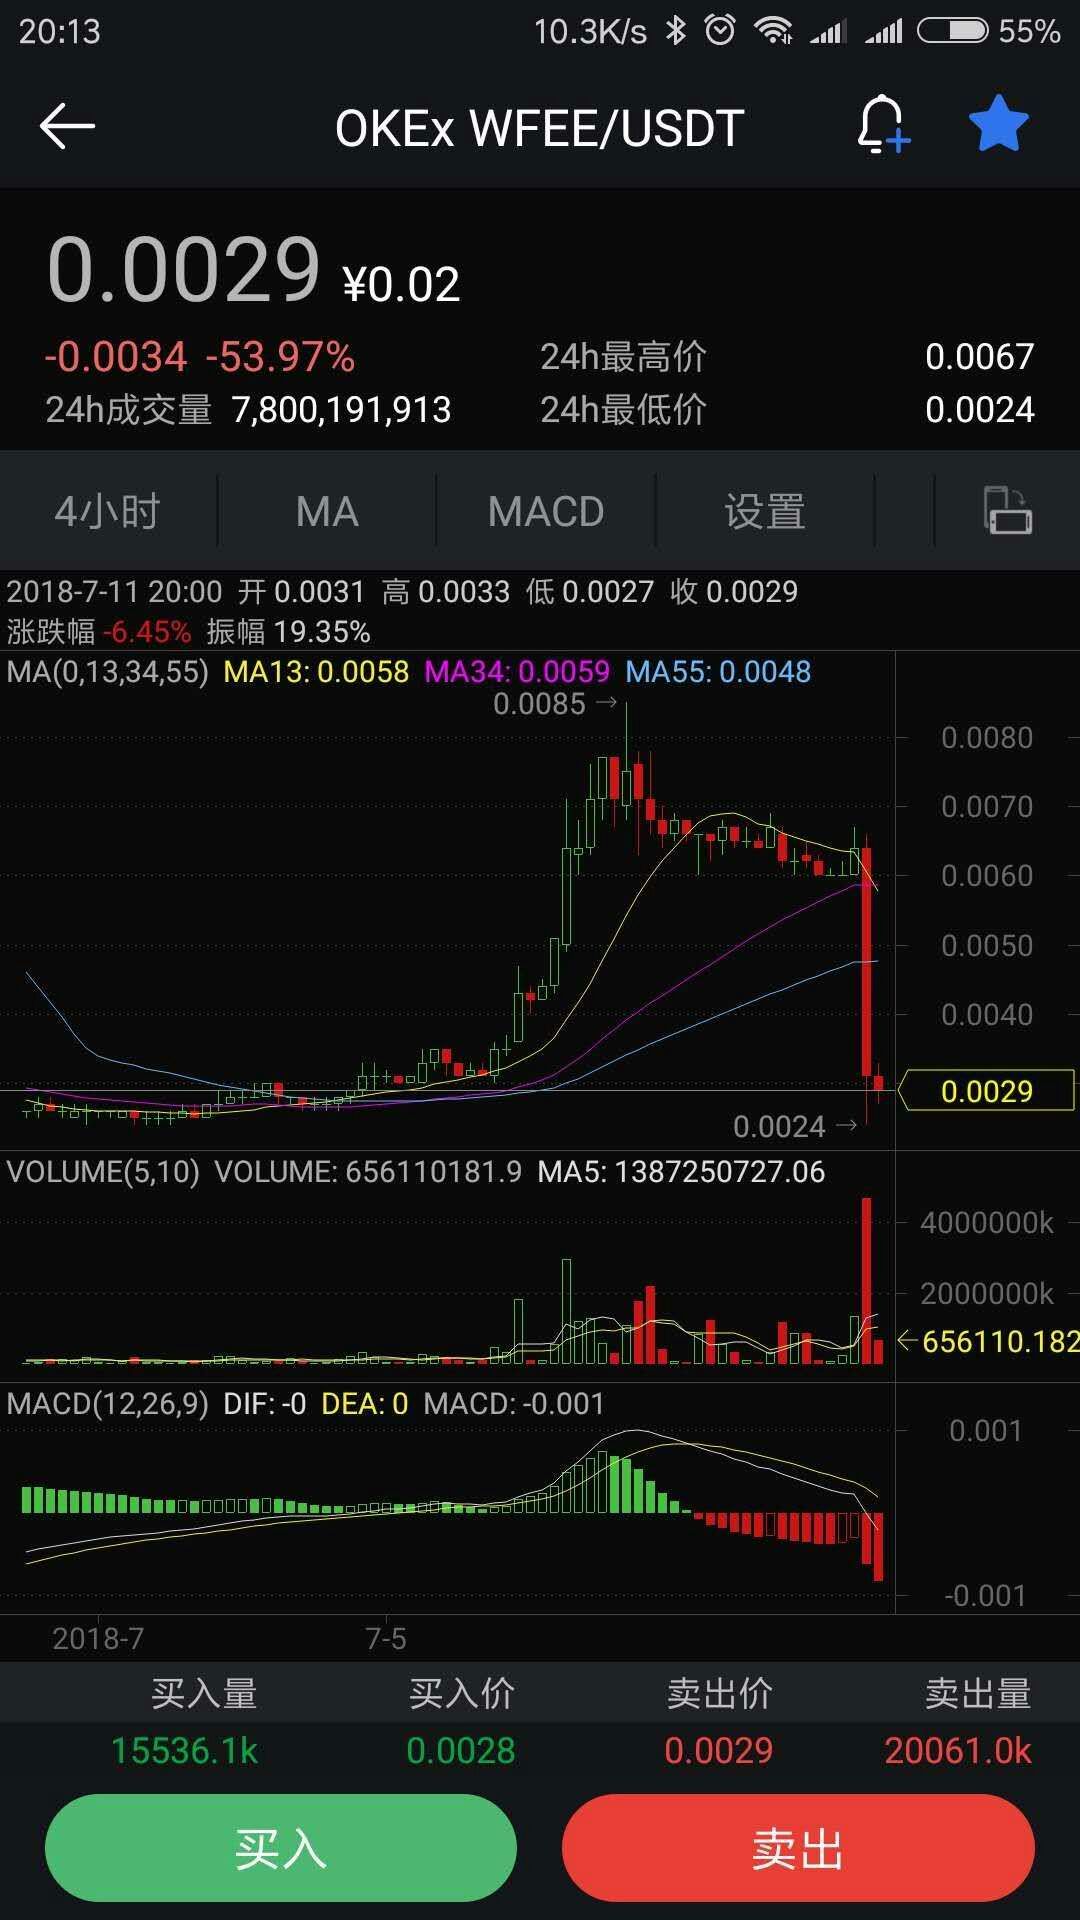 20:13 10.3K/s 55%
OKEx WFEE/USDT
0.0029 ¥0.02
-0.0034 -53.97% 24h最高价 0.0067
24h成交量 7,800,191,913 24h最低价 0.0024
4小时 MA MACD 设置
2018-7-11 20:00 开 0.0031 高 0.0033 低 0.0027 收 0.0029
涨跌幅 -6.45% 振幅 19.35%
MA(0,13,34,55) MA13: 0.0058 MA34: 0.0059 MA55: 0.0048
0.0085
0.0080
0.0070
0.0060
0.0050
0.0040
0.0029
0.0024
VOLUME(5,10) VOLUME: 656110181.9 MA5: 1387250727.06
4000000k
2000000k
656110.182
MACD(12,26,9) DIF: -0 DEA: 0 MACD: -0.001
0.001
-0.001
2018-7 7-5
买入量 买入价 卖出价 卖出量
15536.1k 0.0028 0.0029 20061.0k
买入 卖出